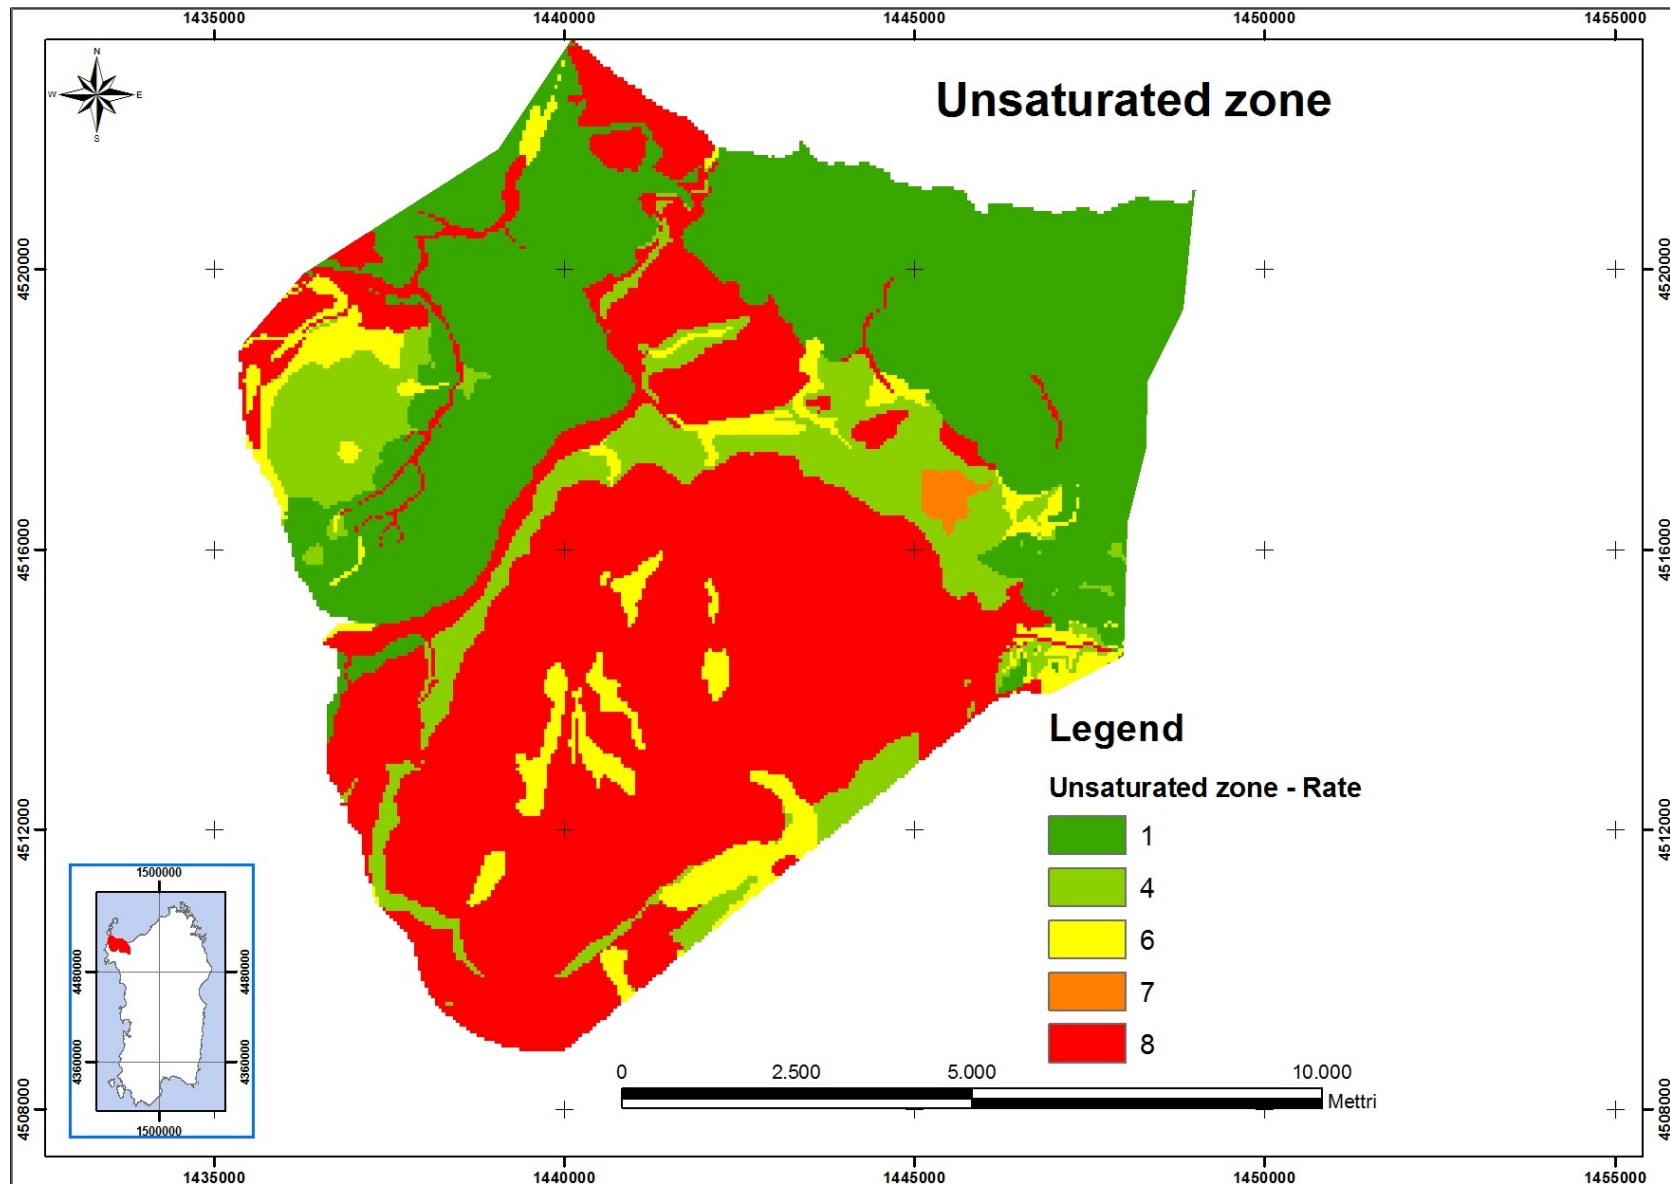 1435000 1440000 1445000 1450000 1455000
N
W E
S
Unsaturated zone
4520000 4520000
4516000 4516000
4512000 4512000
4508000 4508000
Legend
Unsaturated zone - Rate
1
4
6
7
8
1500000
4480000 4480000
4360000 4360000
1500000
0 2.500 5.000 10.000
Mettri
1435000 1440000 1445000 1450000 1455000